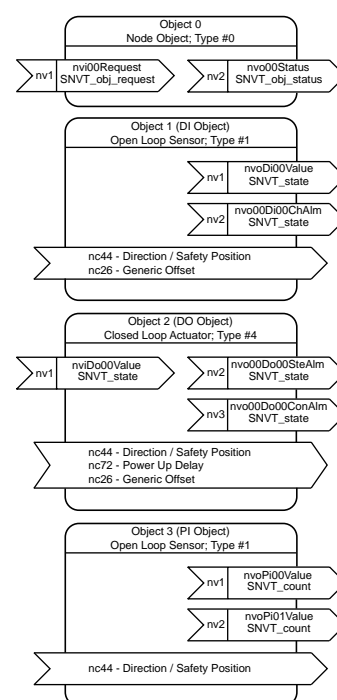 Object 0
Node Object; Type #0
nv1
nvi00Request
SNVT_obj_request
nv2
nvo00Status
SNVT_obj_status
Object 1 (DI Object)
Open Loop Sensor; Type #1
nv1
nvoDi00Value
SNVT_state
nv2
nvo00Di00ChAlm
SNVT_state
nc44 - Direction / Safety Position
nc26 - Generic Offset
Object 2 (DO Object)
Closed Loop Actuator; Type #4
nv1
nviDo00Value
SNVT_state
nv2
nvo00Do00SteAlm
SNVT_state
nv3
nvo00Do00ConAlm
SNVT_state
nc44 - Direction / Safety Position
nc72 - Power Up Delay
nc26 - Generic Offset
Object 3 (PI Object)
Open Loop Sensor; Type #1
nv1
nvoPi00Value
SNVT_count
nv2
nvoPi01Value
SNVT_count
nc44 - Direction / Safety Position